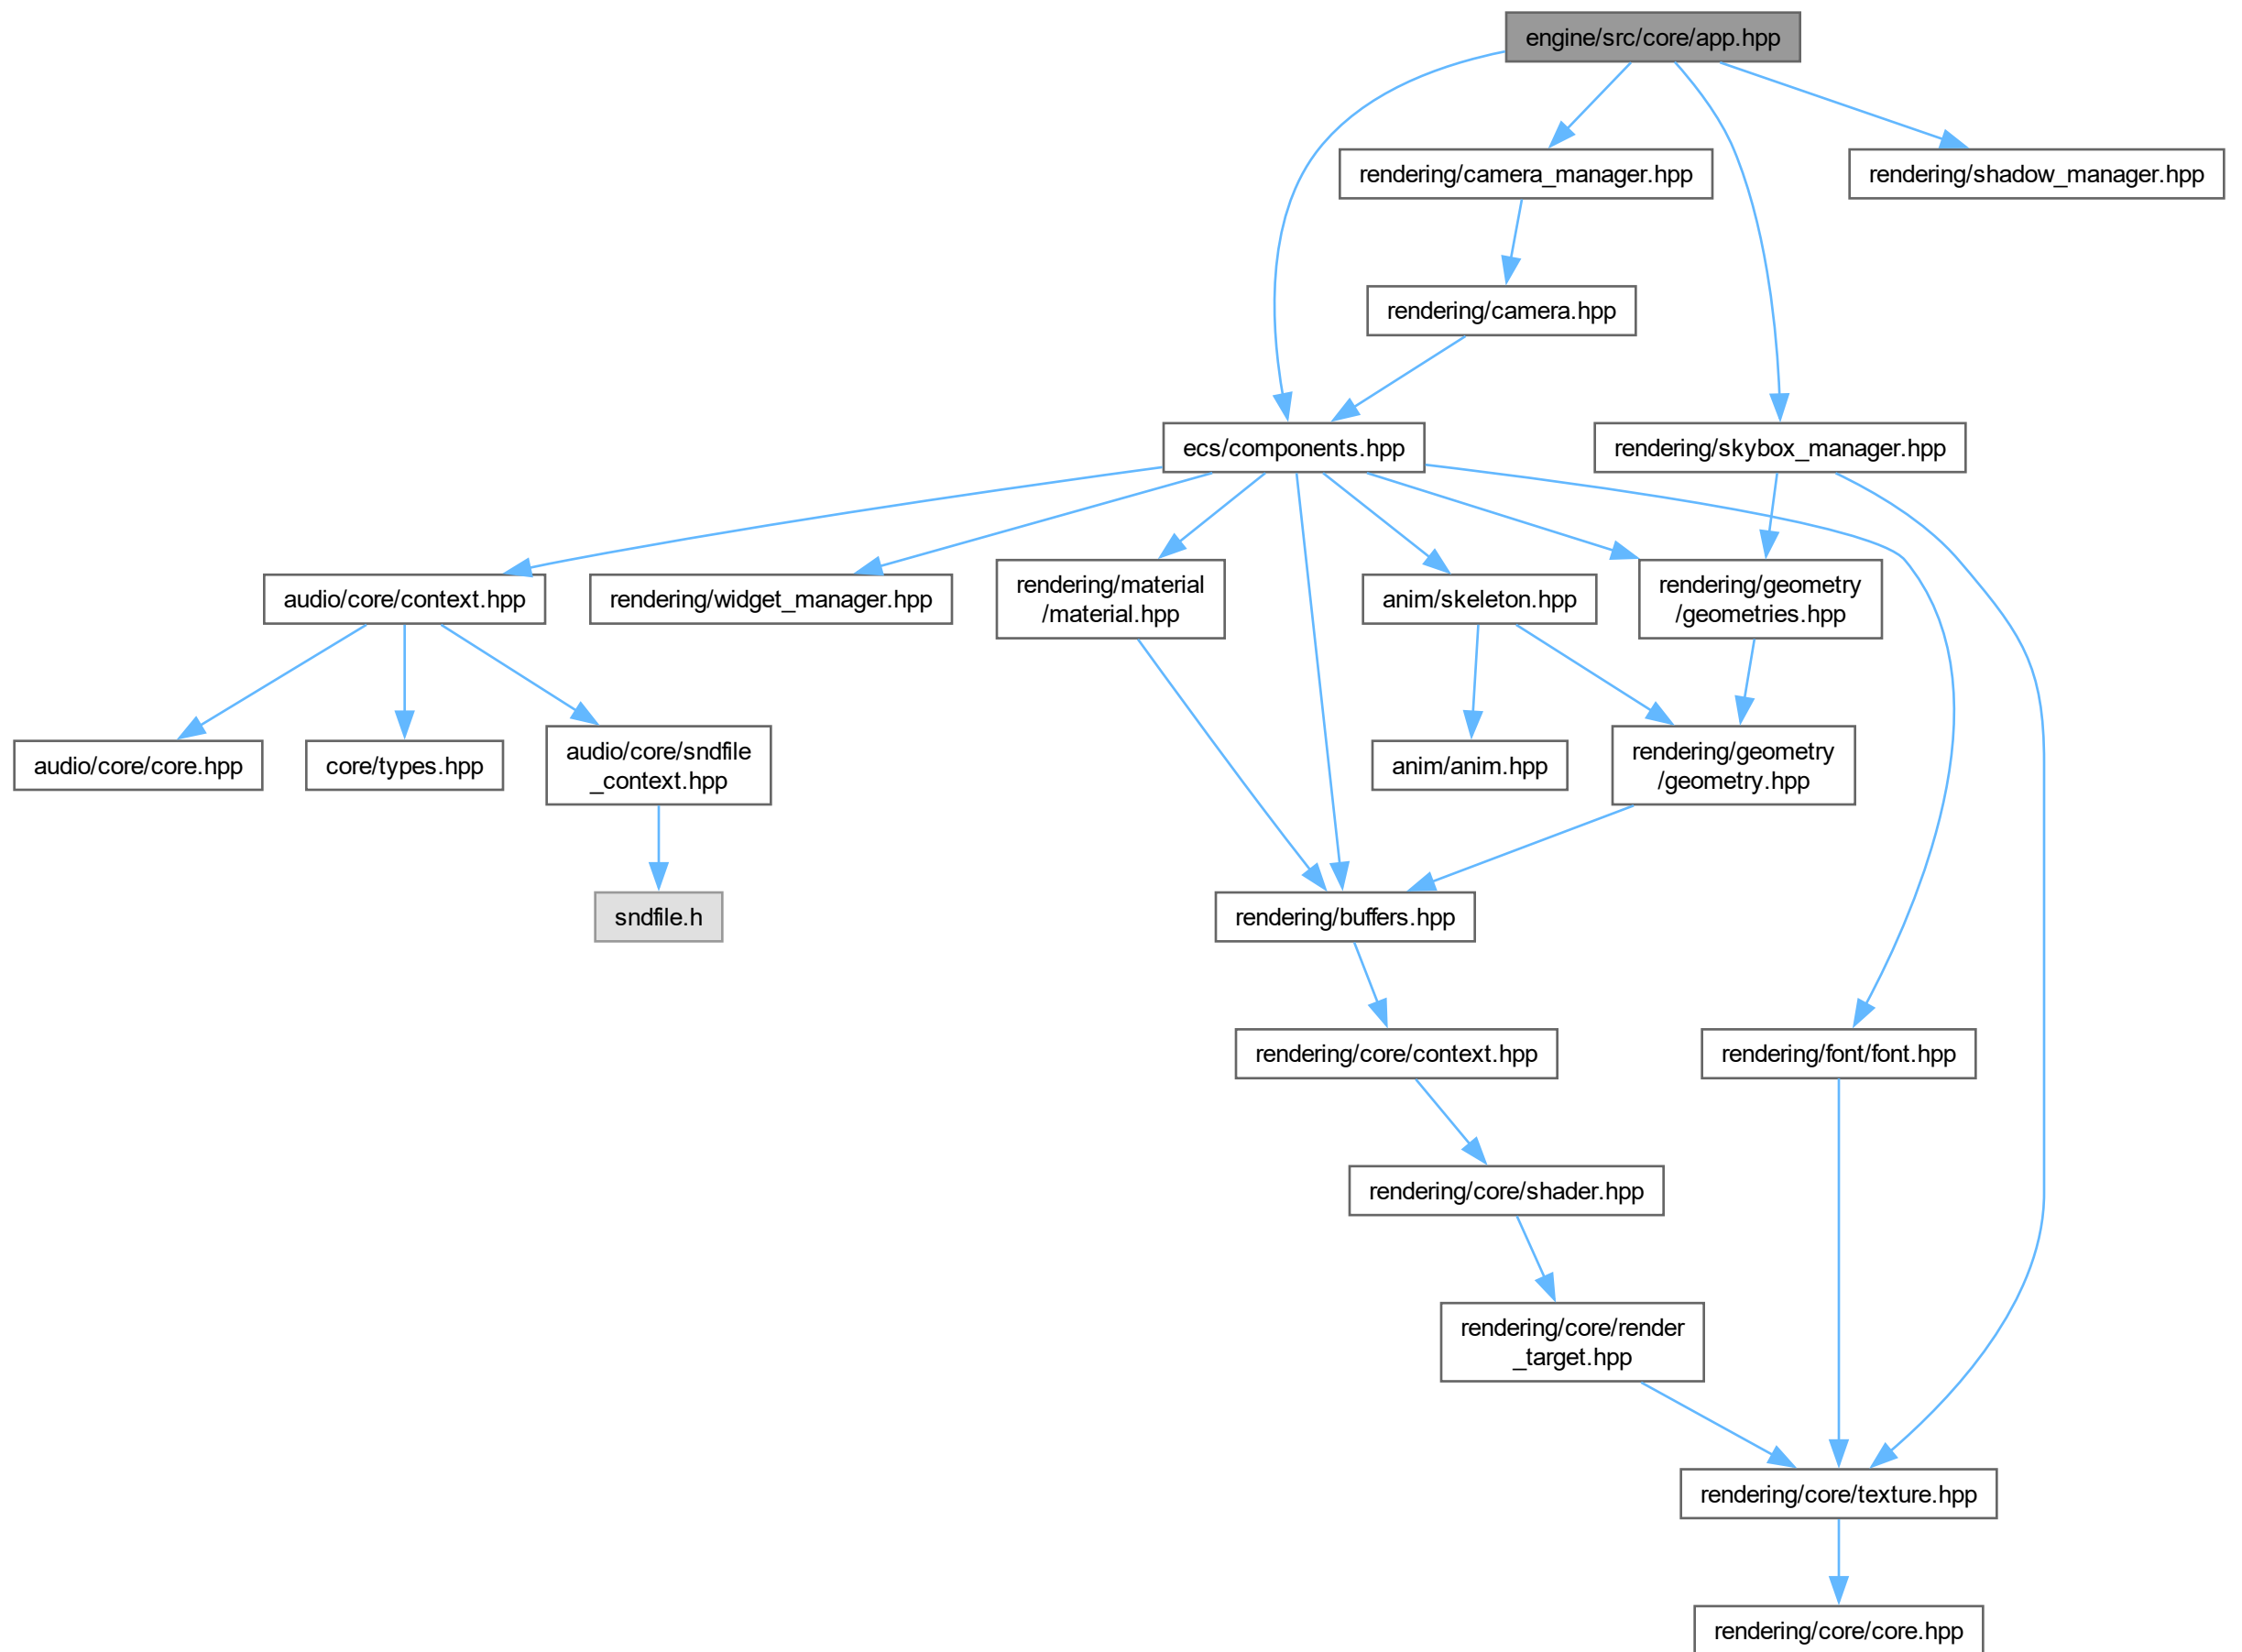 engine/src/core/app.hpp
rendering/camera_manager.hpp
rendering/shadow_manager.hpp
rendering/camera.hpp
ecs/components.hpp
rendering/skybox_manager.hpp
audio/core/context.hpp
rendering/widget_manager.hpp
rendering/material
/material.hpp
anim/skeleton.hpp
rendering/geometry
/geometries.hpp
audio/core/core.hpp
core/types.hpp
audio/core/sndfile
_context.hpp
anim/anim.hpp
rendering/geometry
/geometry.hpp
sndfile.h
rendering/buffers.hpp
rendering/core/context.hpp
rendering/font/font.hpp
rendering/core/shader.hpp
rendering/core/render
_target.hpp
rendering/core/texture.hpp
rendering/core/core.hpp